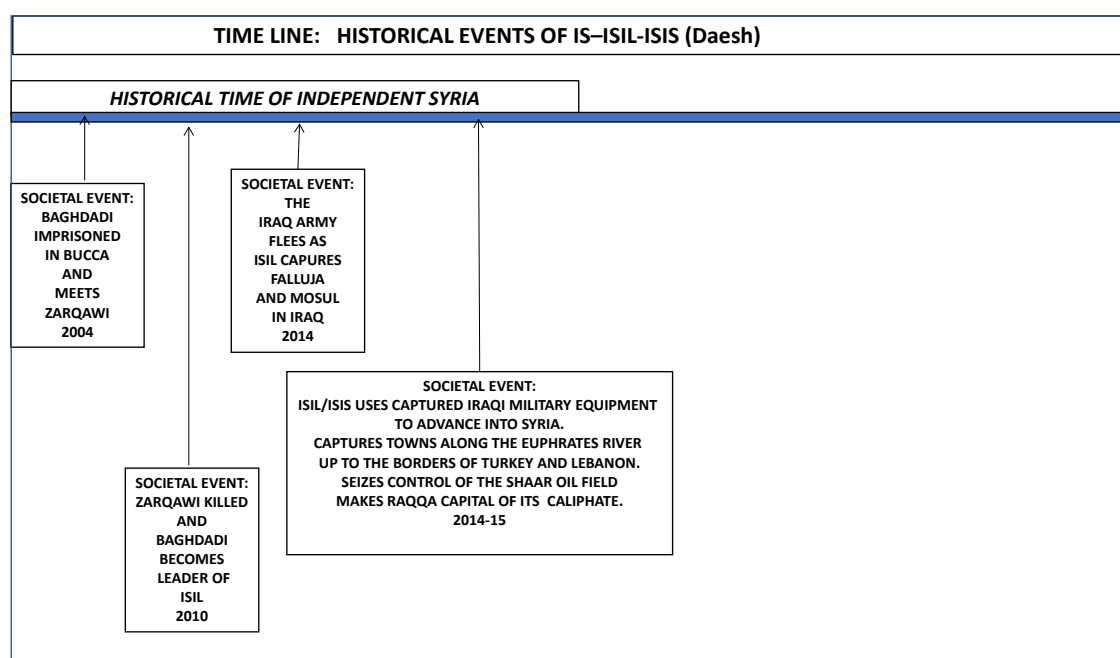 TIME LINE: HISTORICAL EVENTS OF IS–ISIL-ISIS (Daesh)
HISTORICAL TIME OF INDEPENDENT SYRIA
SOCIETAL EVENT:
BAGHDADI
IMPRISONED
IN BUCCA
AND
MEETS
ZARQAWI
2004
SOCIETAL EVENT:
ZARQAWI KILLED
AND
BAGHDADI
BECOMES
LEADER OF
ISIL
2010
SOCIETAL EVENT:
THE
IRAQ ARMY
FLEES AS
ISIL CAPURES
FALLUJA
AND MOSUL
IN IRAQ
2014
SOCIETAL EVENT:
ISIL/ISIS USES CAPTURED IRAQI MILITARY EQUIPMENT
TO ADVANCE INTO SYRIA.
CAPTURES TOWNS ALONG THE EUPHRATES RIVER
UP TO THE BORDERS OF TURKEY AND LEBANON.
SEIZES CONTROL OF THE SHAAR OIL FIELD
MAKES RAQQA CAPITAL OF ITS CALIPHATE.
2014-15